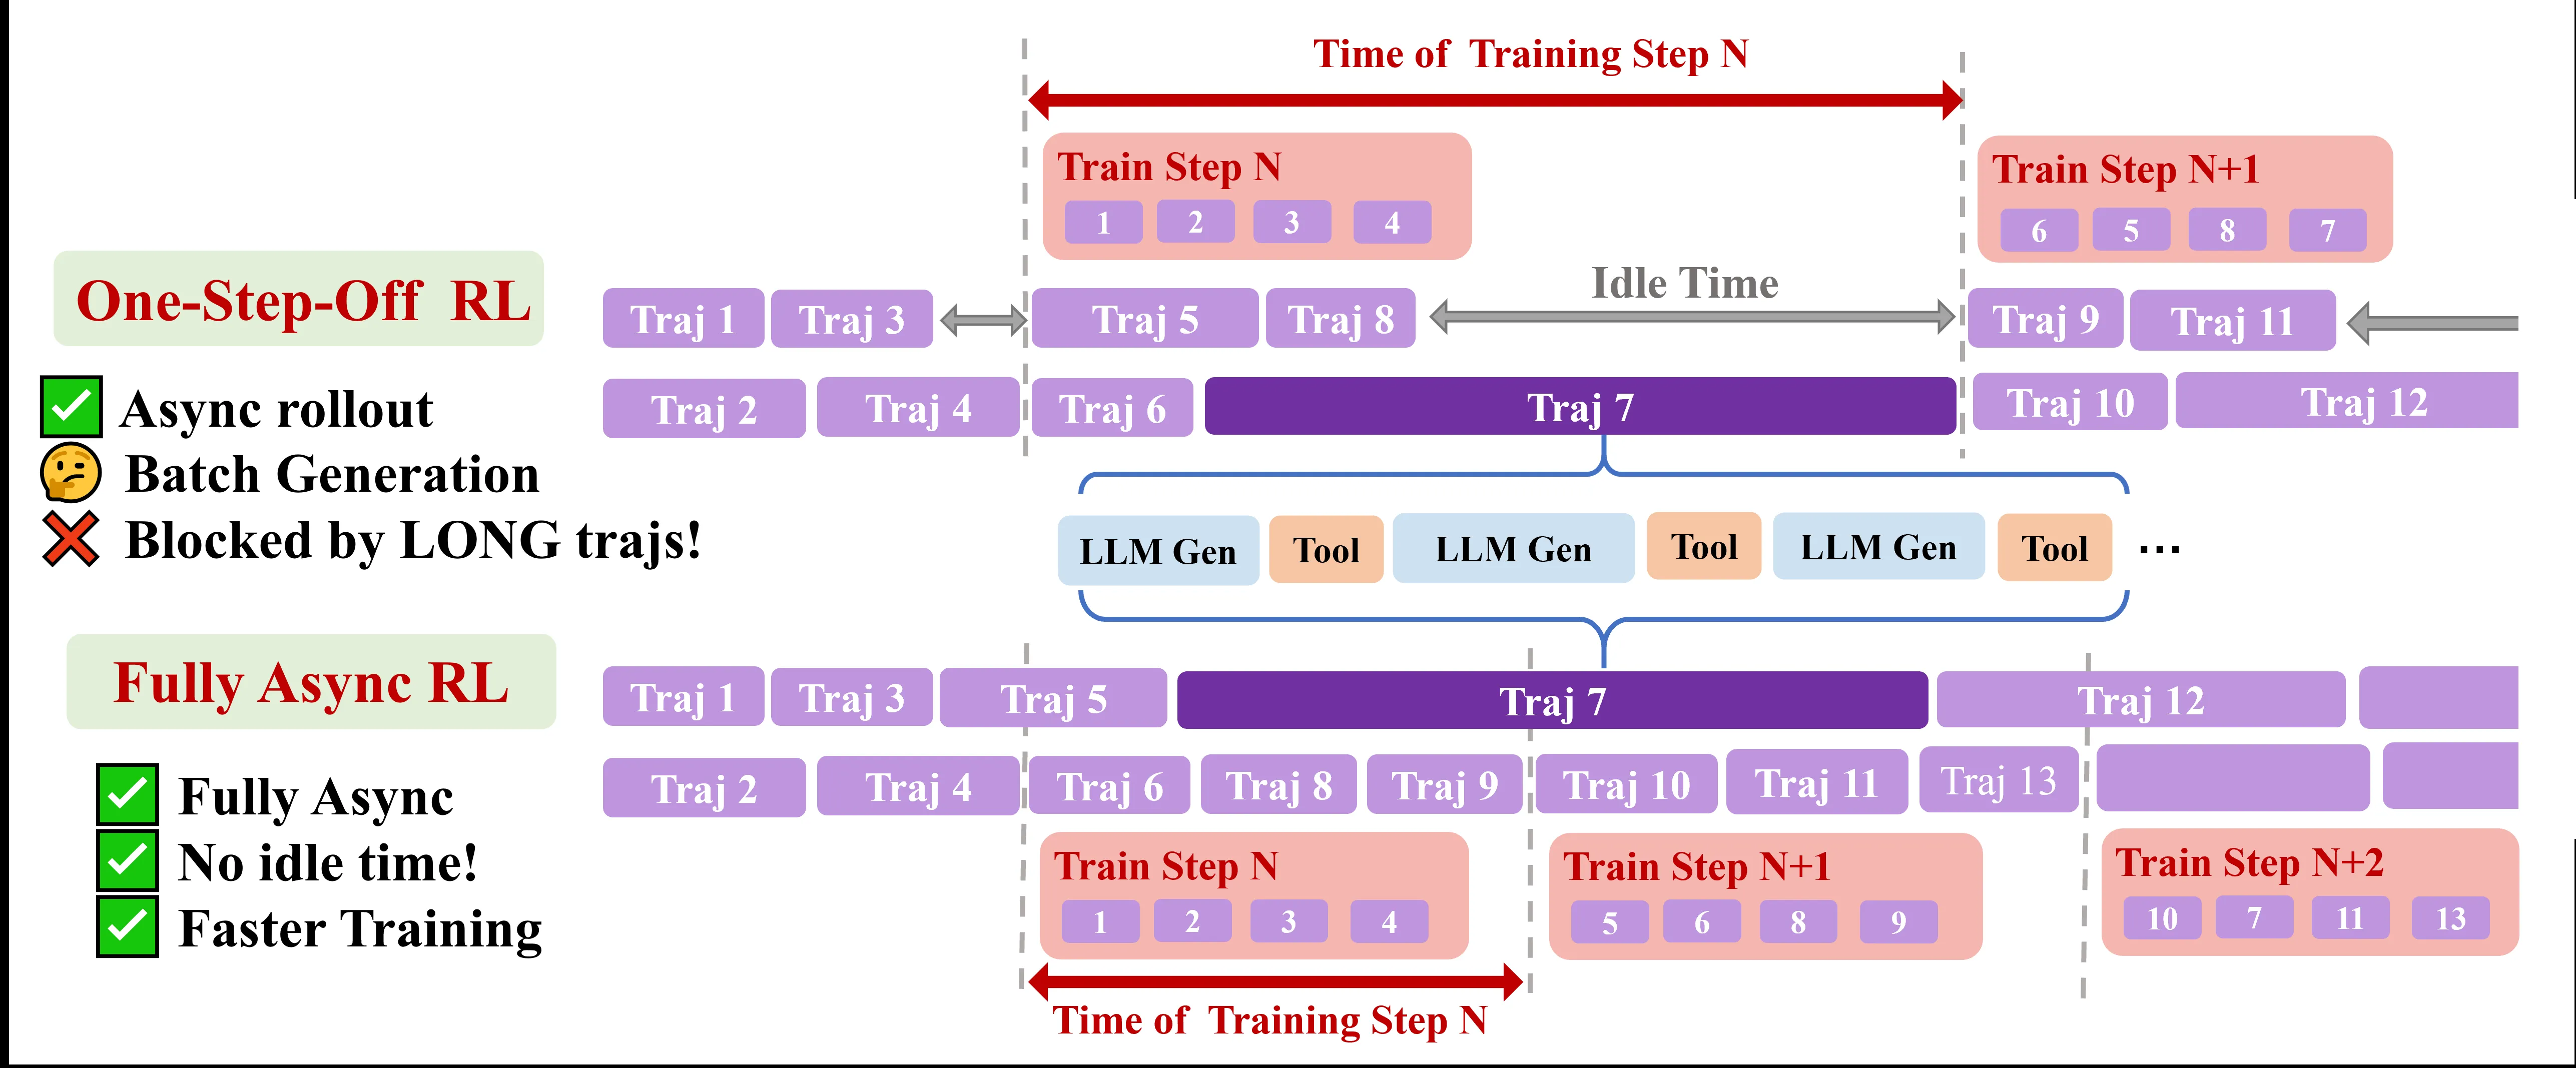 Time of Training Step N
Train Step N
1 2 3 4
Train Step N+1
6 5 8 7
One-Step-Off RL
Idle Time
Traj 1 Traj 3 Traj 5 Traj 8 Traj 9 Traj 11
Traj 2 Traj 4 Traj 6 Traj 7 Traj 10 Traj 12
Async rollout
Batch Generation
Blocked by LONG trajs!
LLM Gen Tool LLM Gen Tool LLM Gen Tool ...
Fully Async RL
Traj 1 Traj 3 Traj 5 Traj 7 Traj 12
Traj 2 Traj 4 Traj 6 Traj 8 Traj 9 Traj 10 Traj 11 Traj 13
Fully Async
No idle time!
Faster Training
Train Step N
1 2 3 4
Train Step N+1
5 6 8 9
Train Step N+2
10 7 11 13
Time of Training Step N